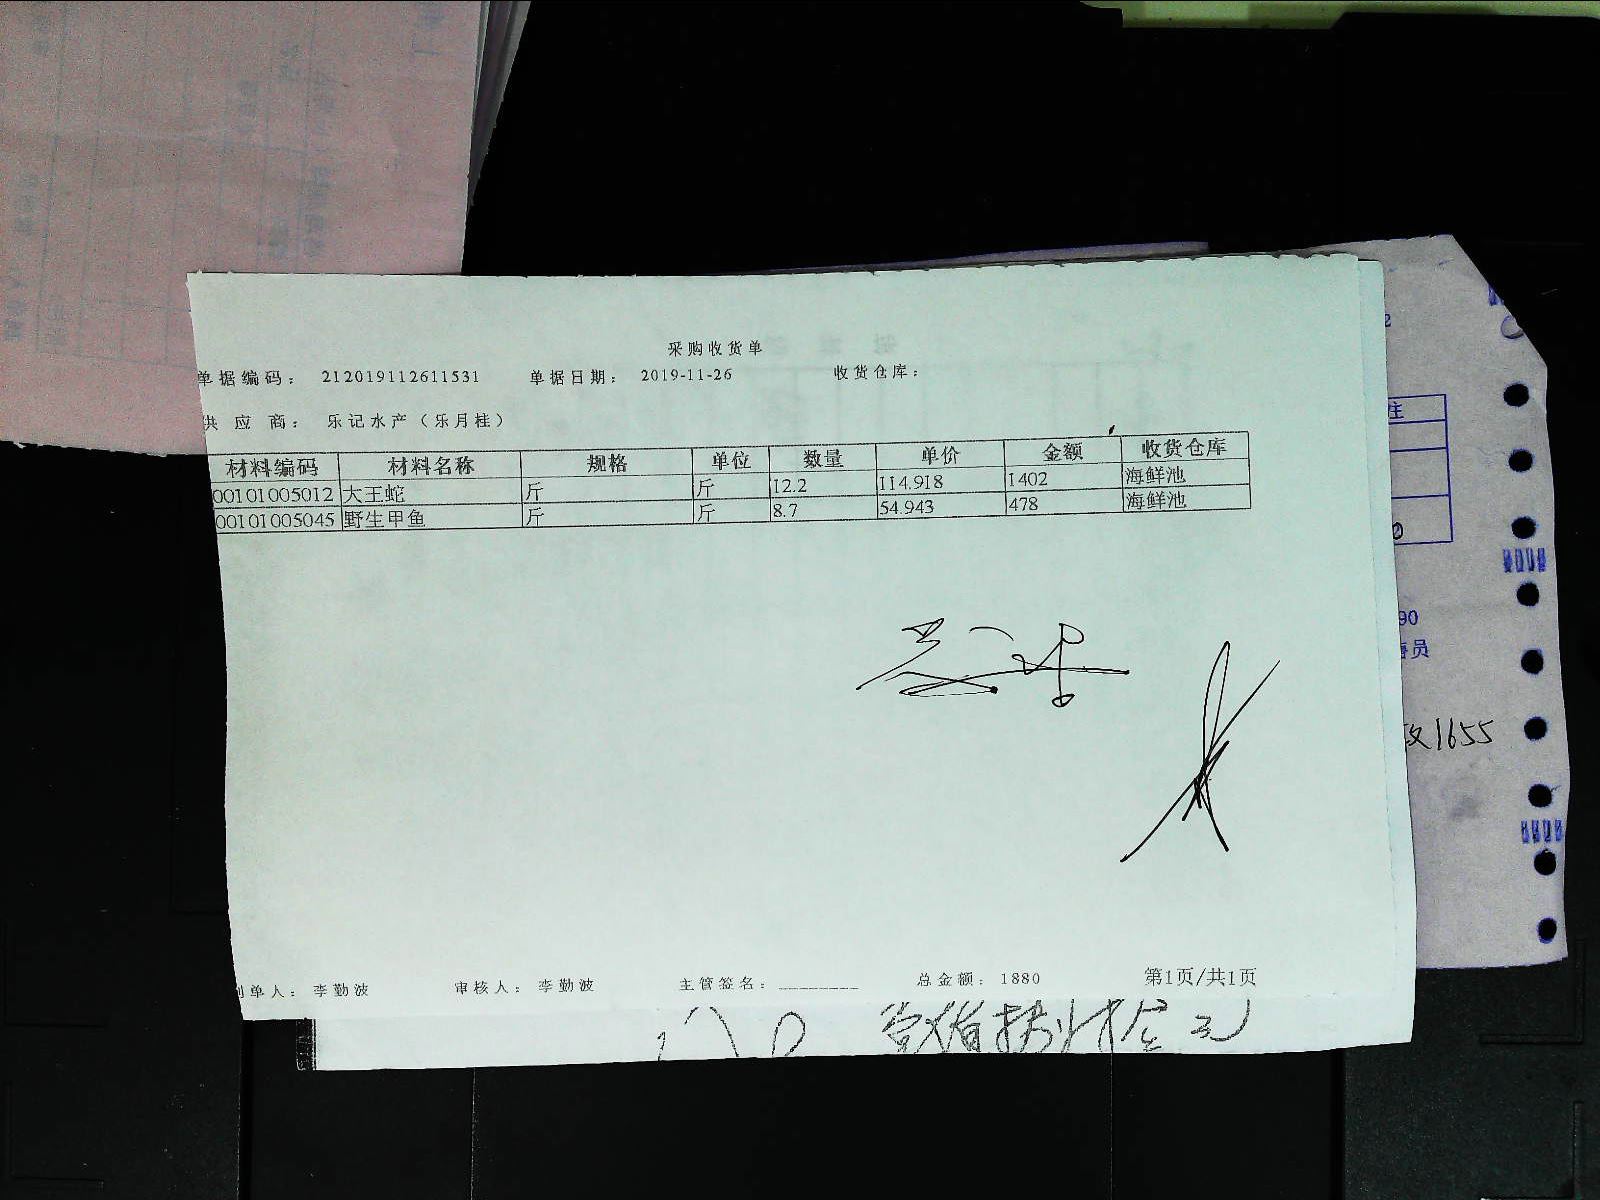 采购收货单
单据编码： 212019112611531 单据日期： 2019-11-26 收货仓库：
供 应 商： 乐记水产（乐月桂）
材料编码 材料名称 规格 单位 数量 单价 金额 收货仓库
00101005012 大王蛇 斤 斤 12.2 114.918 1402 海鲜池
00101005045 野生甲鱼 斤 斤 8.7 54.943 478 海鲜池
制单人： 李勤波 审核人： 李勤波 主管签名：________ 总金额： 1880 第1页/共1页
注
90
1655